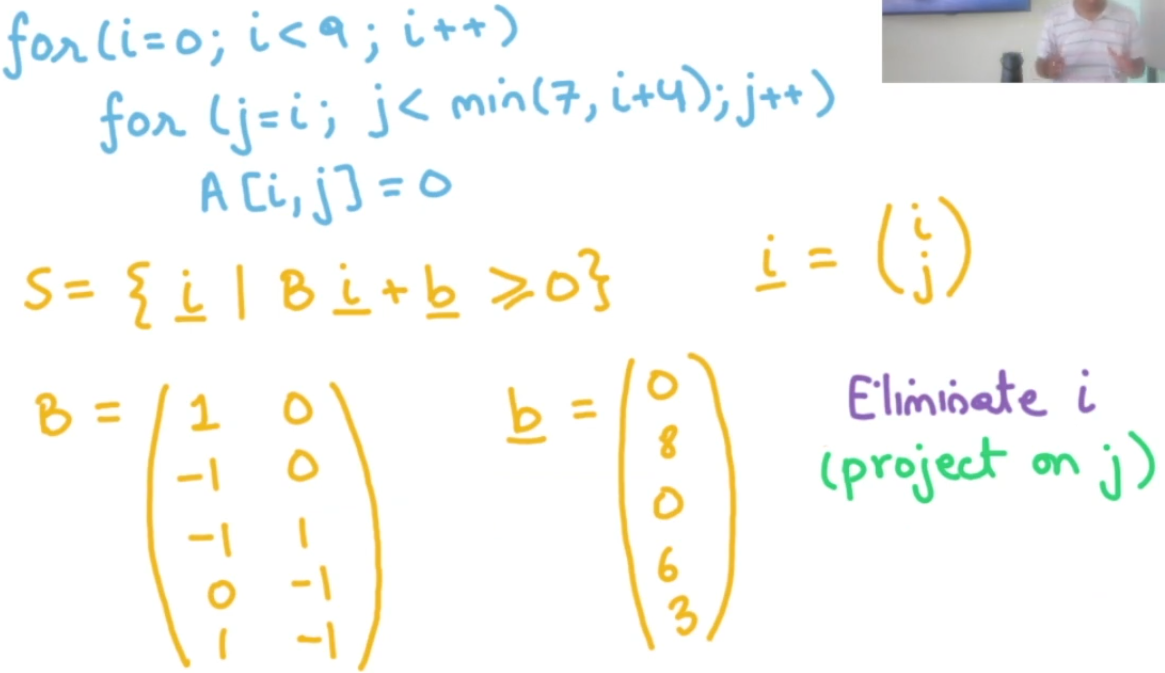 for(i=0; i<9; i++)
for (j=i; j< min(7, i+4); j++)
A[i,j] = 0
S = { i | B i + b ≥ 0}
i = (i j)
B = ( 1 0
-1 0
-1 1
0 -1
1 -1 )
b = ( 0
8
0
6
3 )
Eliminate i
(project on j)